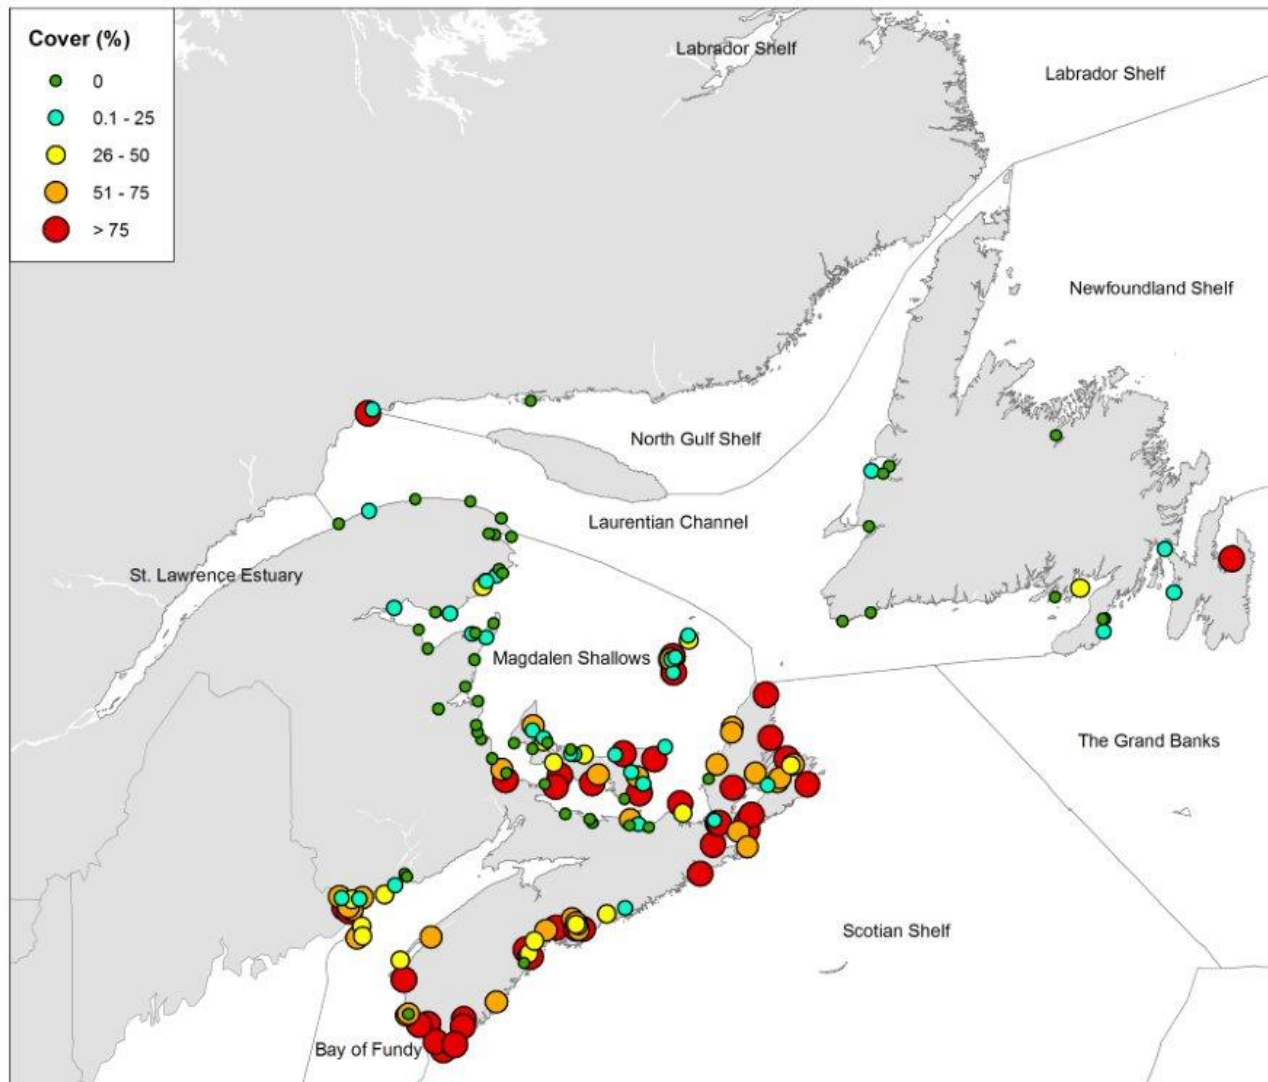 Cover (%)
0
0.1 - 25
26 - 50
51 - 75
> 75
Labrador Shelf
Labrador Shelf
Newfoundland Shelf
North Gulf Shelf
Laurentian Channel
St. Lawrence Estuary
Magdalen Shallows
The Grand Banks
Scotian Shelf
Bay of Fundy